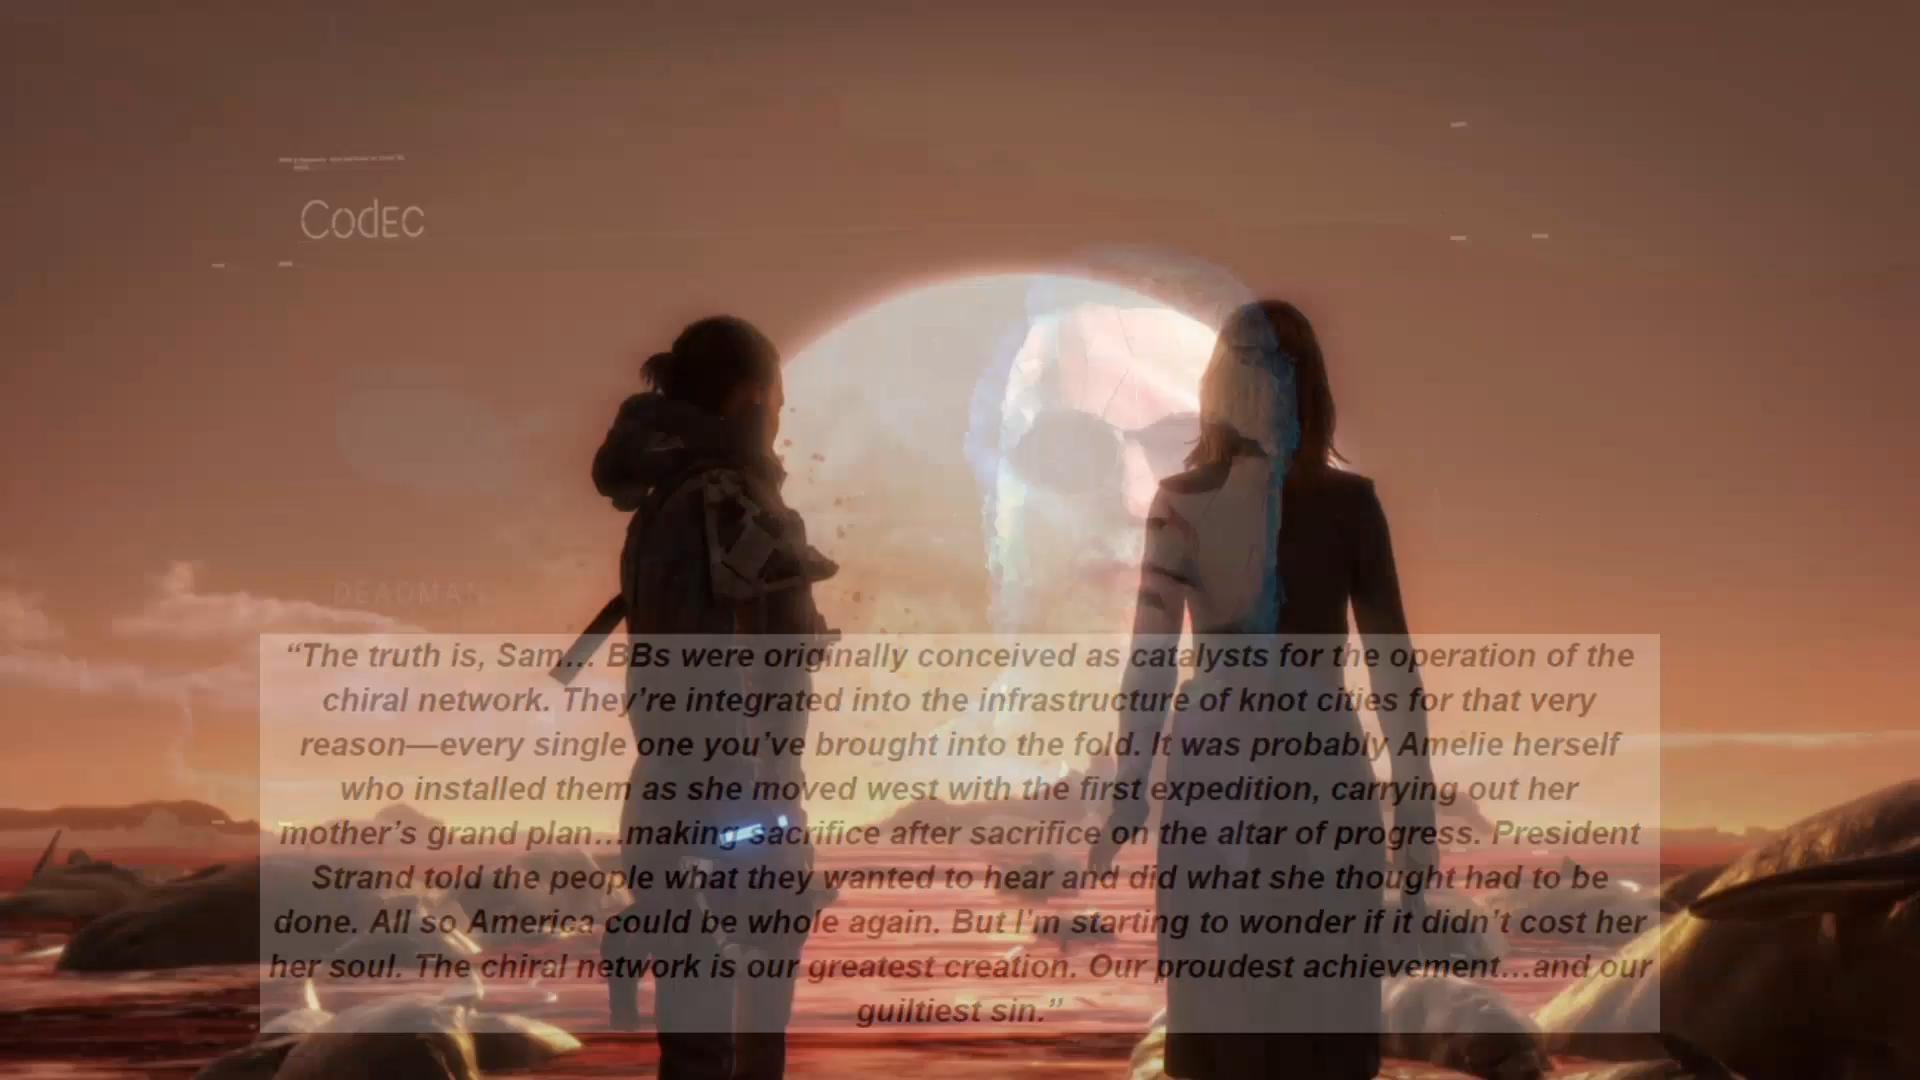 CodEC
DEADMAN
“The truth is, Sam... BBs were originally conceived as catalysts for the operation of the
chiral network. They’re integrated into the infrastructure of knot cities for that very
reason—every single one you’ve brought into the fold. It was probably Amelie herself
who installed them as she moved west with the first expedition, carrying out her
mother’s grand plan...making sacrifice after sacrifice on the altar of progress. President
Strand told the people what they wanted to hear and did what she thought had to be
done. All so America could be whole again. But I’m starting to wonder if it didn’t cost her
her soul. The chiral network is our greatest creation. Our proudest achievement...and our
guiltiest sin.”